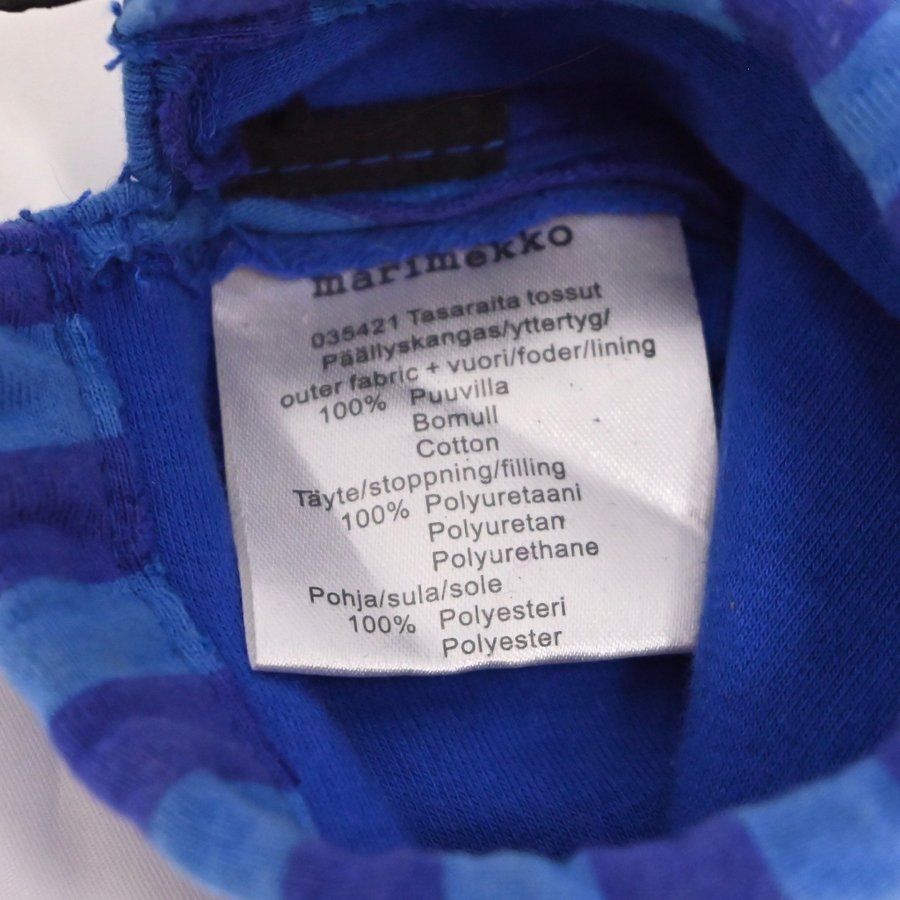 marimekko
035421 Tasaraita tossut
Päällyskangas/yttertyg/
outer fabric + vuori/foder/lining
100% Puuvilla
Bomull
Cotton
Täyte/stoppning/filling
100% Polyuretaani
Polyuretan
Polyurethane
Pohja/sula/sole
100% Polyesteri
Polyester